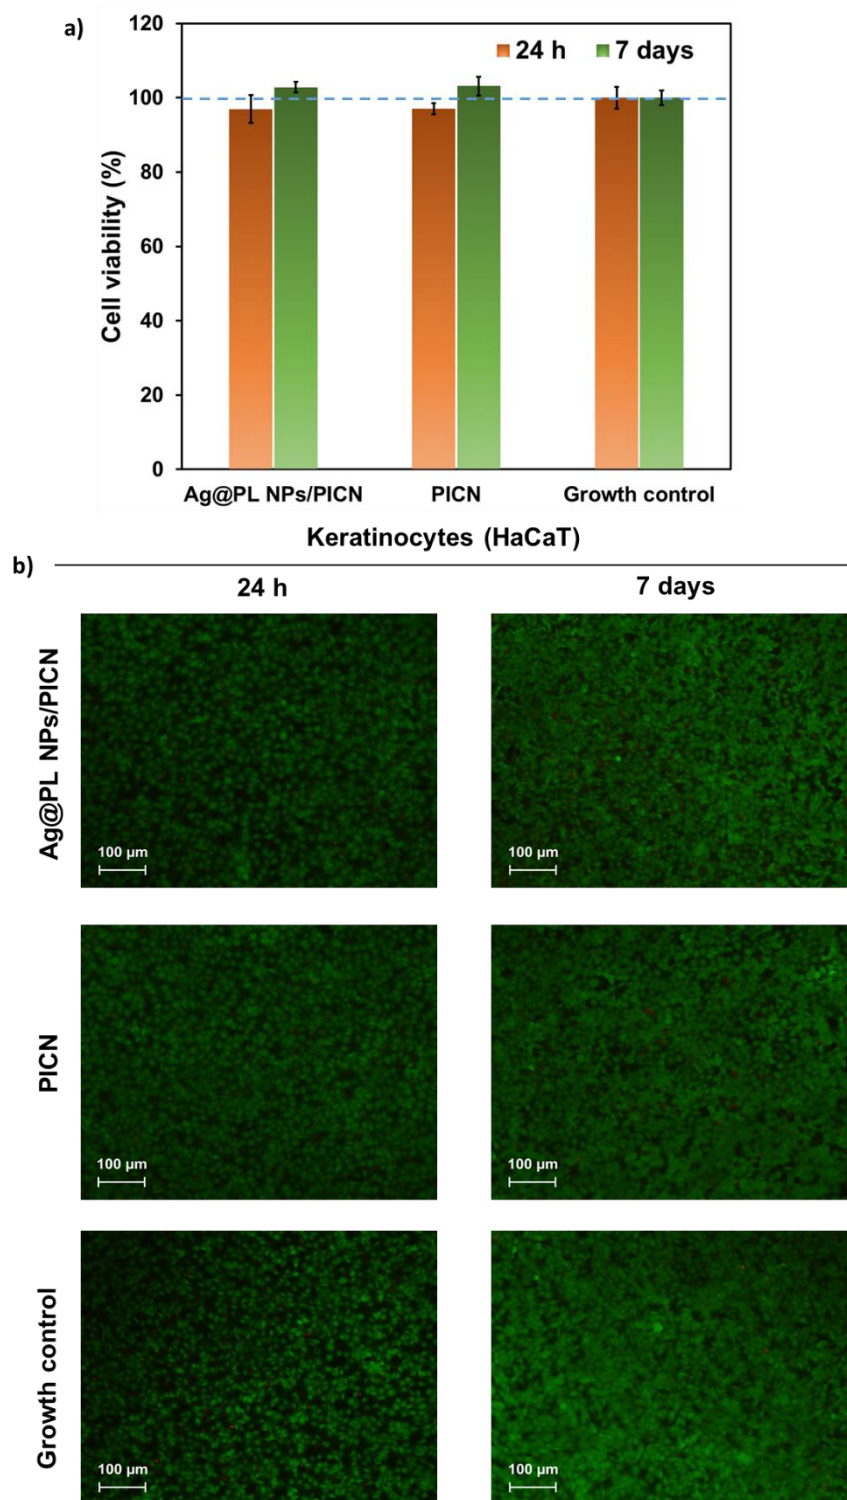 a)
120
100
80
60
40
20
0
Cell viability (%)
24 h
7 days
Ag@PL NPs/PICN
PICN
Growth control
Keratinocytes (HaCaT)
b)
24 h
7 days
Ag@PL NPs/PICN
100 µm
100 µm
PICN
100 µm
100 µm
Growth control
100 µm
100 µm